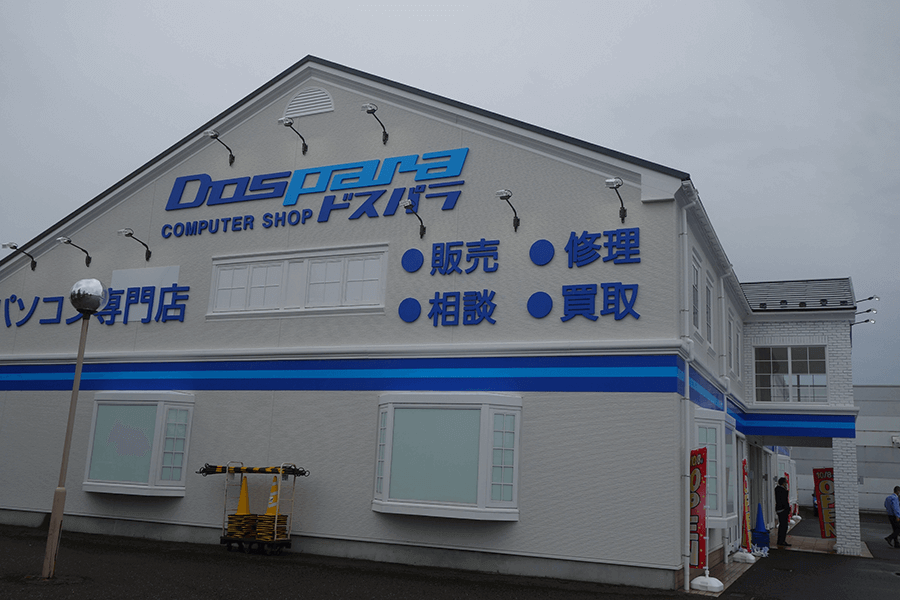 Dospara
COMPUTER SHOP ドスパラ
● 販売 ● 修理
● 相談 ● 買取
パソコン専門店